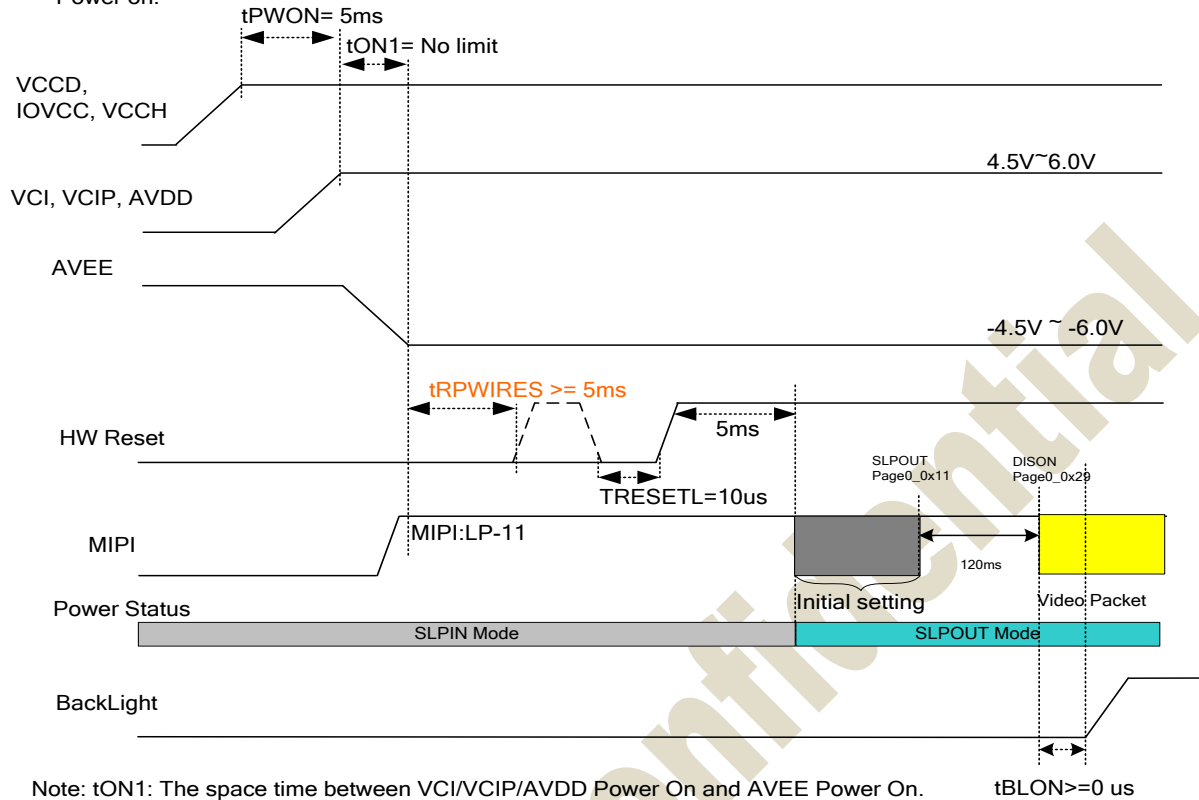 Power on:
tPWON= 5ms
tON1= No limit
VCCD,
IOVCC, VCCH
4.5V~6.0V
VCI, VCIP, AVDD
AVEE
-4.5V ~ -6.0V
tRPWIRES >= 5ms
5ms
HW Reset
TRESETL=10us
SLPOUT
Page0_0x11
DISON
Page0_0x29
MIPI:LP-11
MIPI
120ms
Initial setting
Video Packet
Power Status
SLPIN Mode
SLPOUT Mode
BackLight
Note: tON1: The space time between VCI/VCIP/AVDD Power On and AVEE Power On.
tBLON>=0 us
onfidential